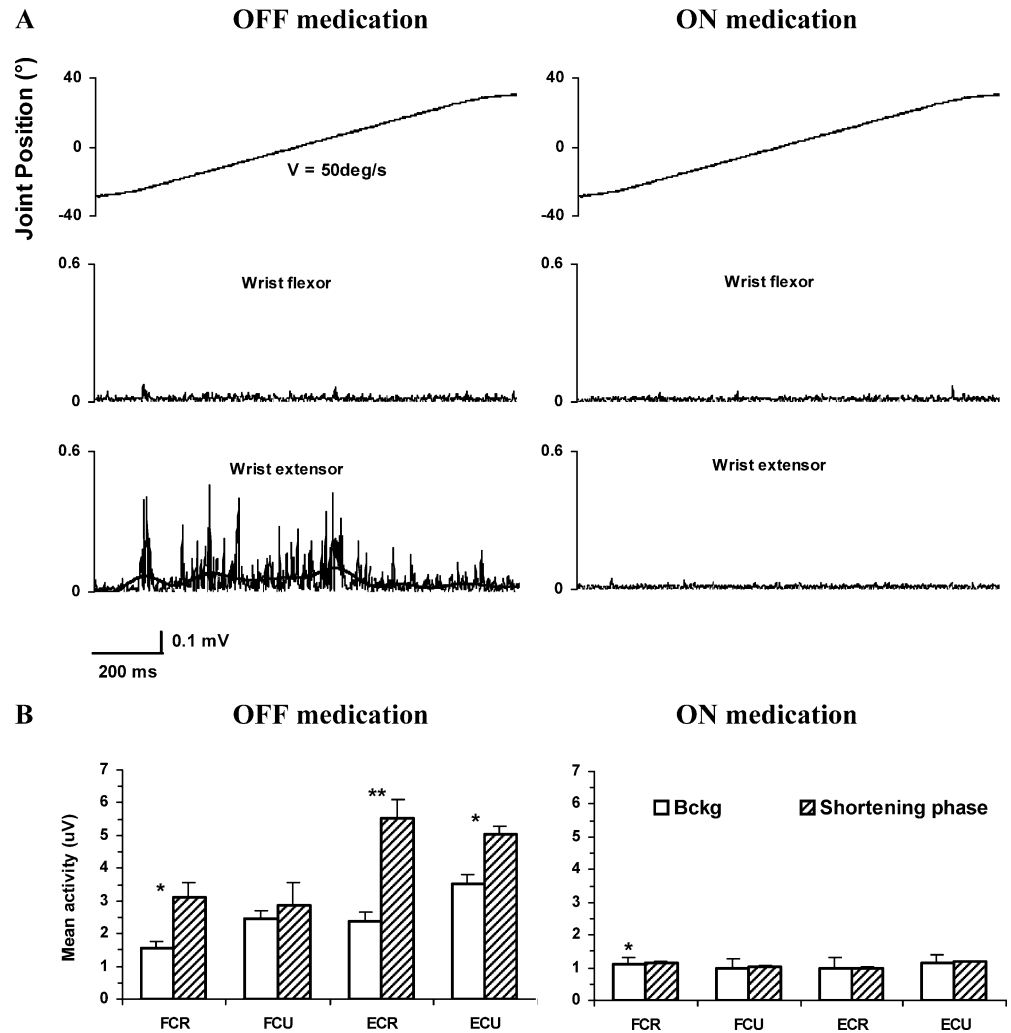 A
OFF medication
ON medication
Joint Position (°)
40
0
-40
V = 50deg/s
40
0
-40
0.6
0
Wrist flexor
0.6
0
Wrist flexor
0.6
0
Wrist extensor
0.6
0
Wrist extensor
0.1 mV
200 ms
B
OFF medication
ON medication
Mean activity (uV)
7
6
5
4
3
2
1
0
*
**
*
FCR FCU ECR ECU
7
6
5
4
3
2
1
0
Bckg Shortening phase
*
FCR FCU ECR ECU